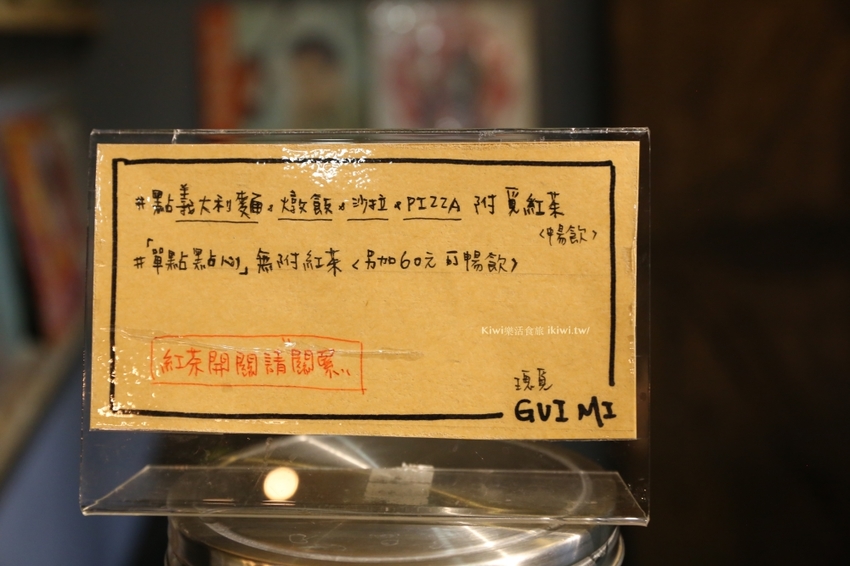 #點義大利麵、燉飯、沙拉、PIZZA 附覓紅茶
<暢飲>
#「單點點心」無附紅茶<另加60元可暢飲>
Kiwi樂活食旅 ikiwi.tw/
紅茶開關請關緊..
瑰覓
GUI MI